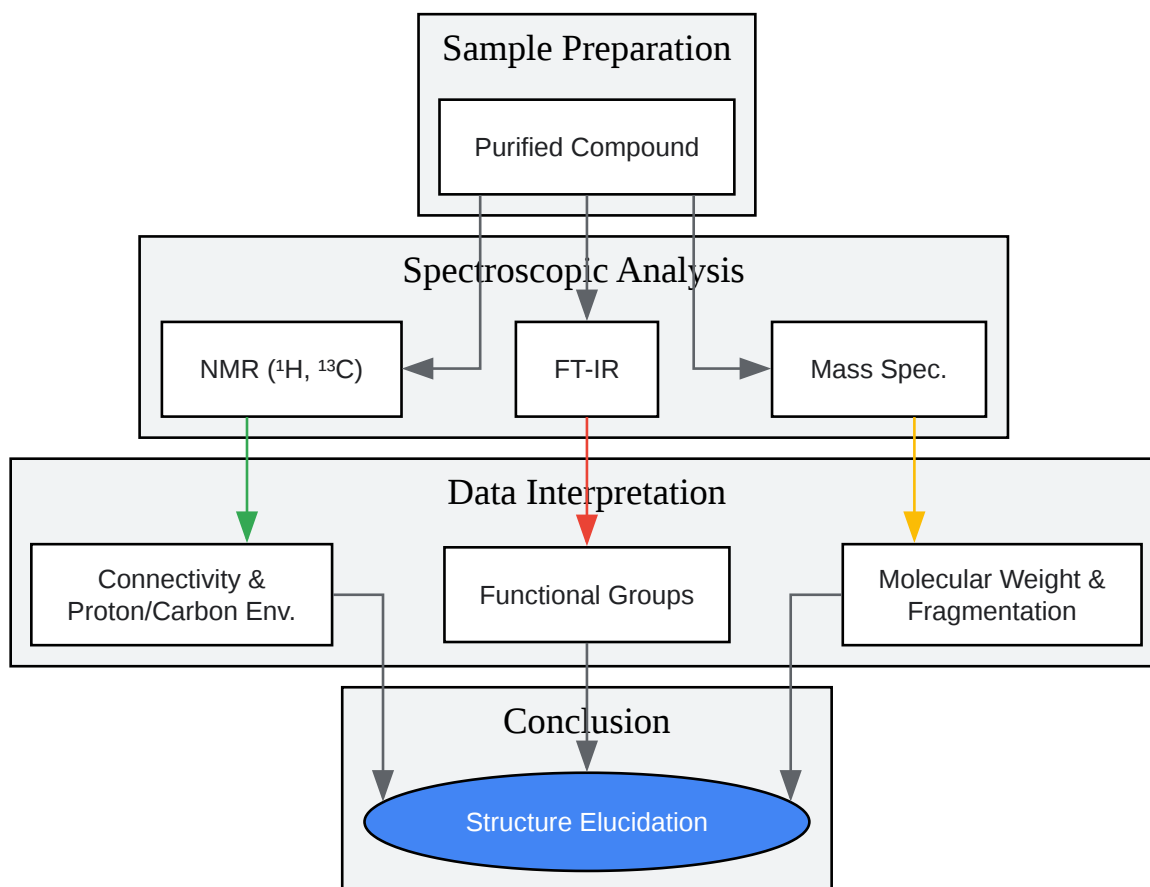 Sample Preparation
Purified Compound
Spectroscopic Analysis
NMR (¹H, ¹³C)
FT-IR
Mass Spec.
Data Interpretation
Connectivity &
Proton/Carbon Env.
Functional Groups
Molecular Weight &
Fragmentation
Conclusion
Structure Elucidation